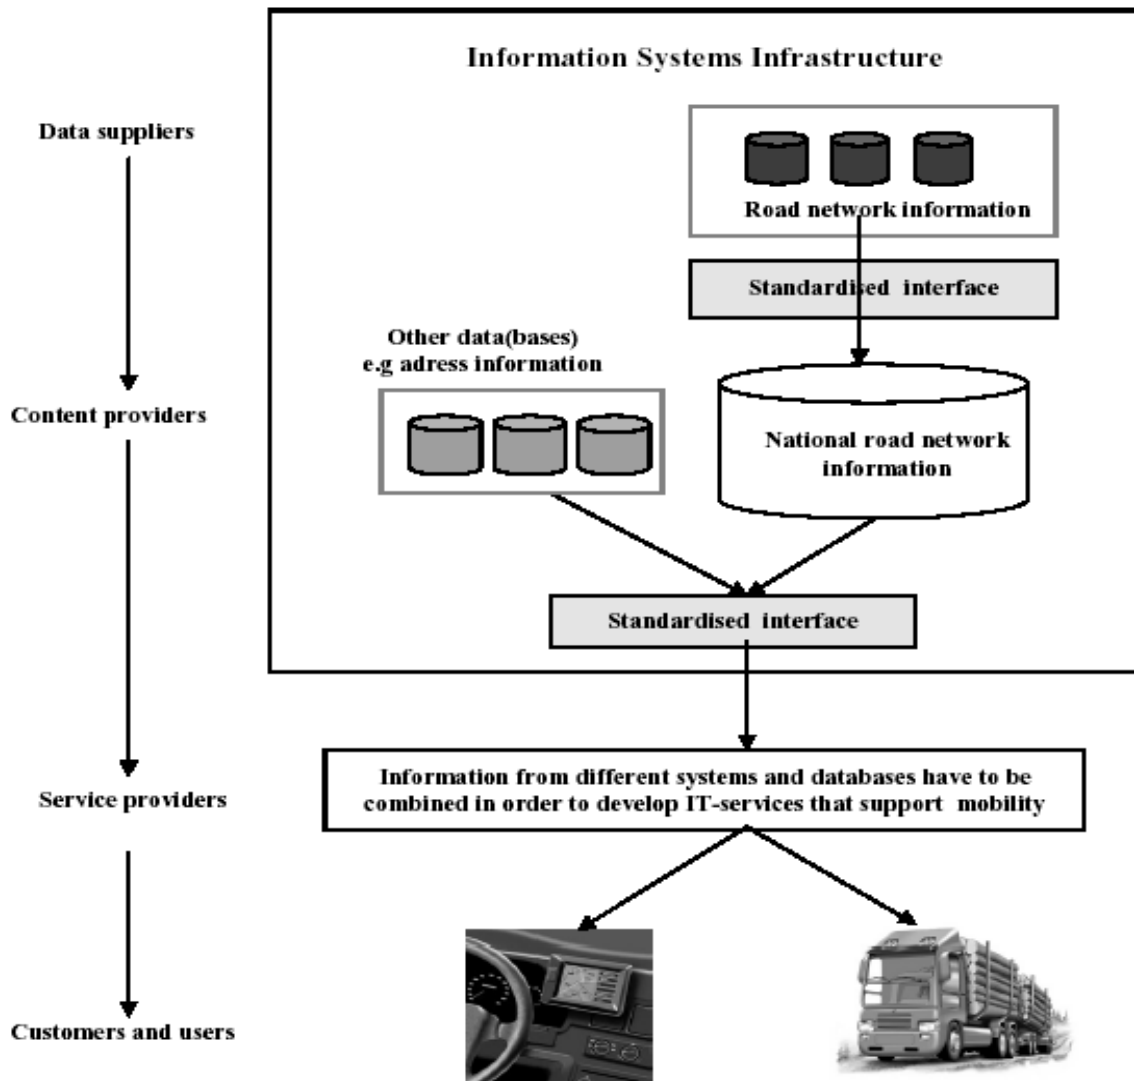 Information Systems Infrastructure
Data suppliers
Road network information
Standardised interface
Other data(bases)
e.g adress information
Content providers
National road network
information
Standardised interface
Information from different systems and databases have to be
combined in order to develop IT-services that support mobility
Service providers
Customers and users